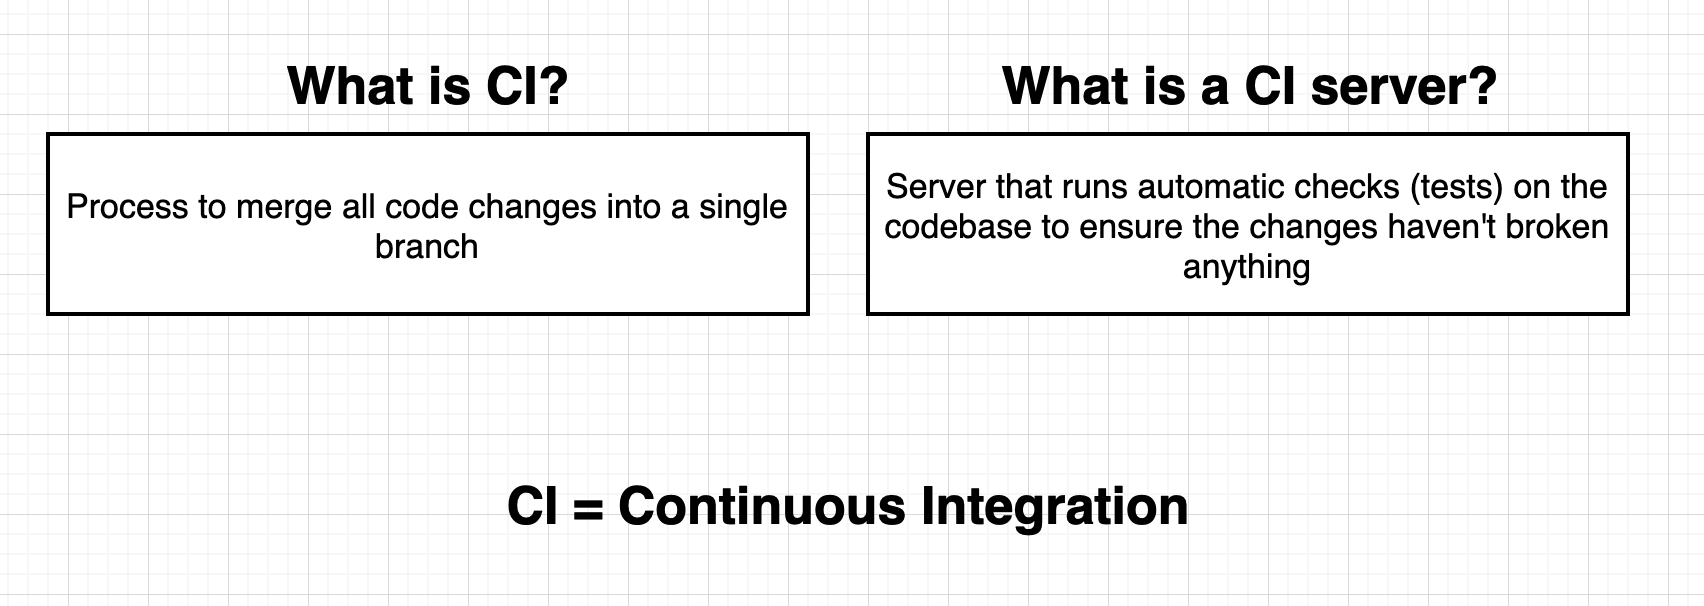 What is CI?
Process to merge all code changes into a single
branch
What is a CI server?
Server that runs automatic checks (tests) on the
codebase to ensure the changes haven't broken
anything
CI = Continuous Integration